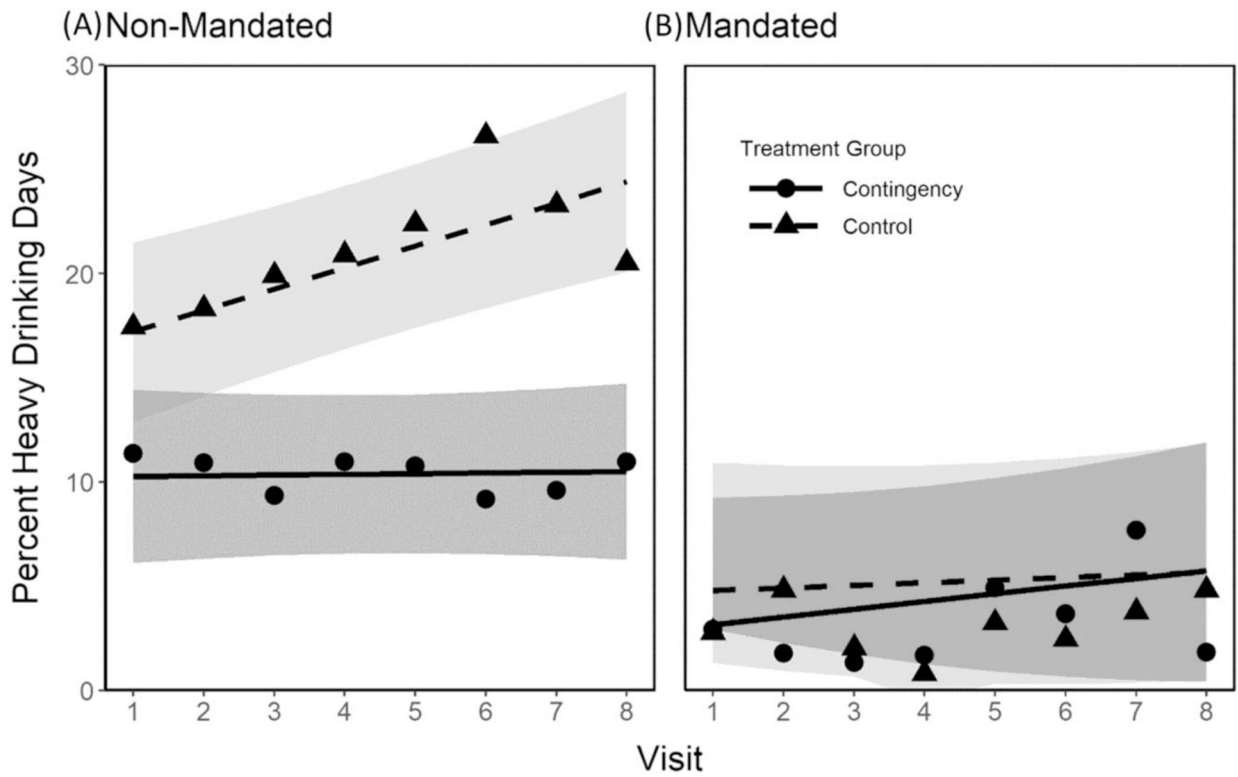 (A) Non-Mandated
(B) Mandated
Percent Heavy Drinking Days
30
20
10
0
Treatment Group
Contingency
Control
1 2 3 4 5 6 7 8
1 2 3 4 5 6 7 8
Visit